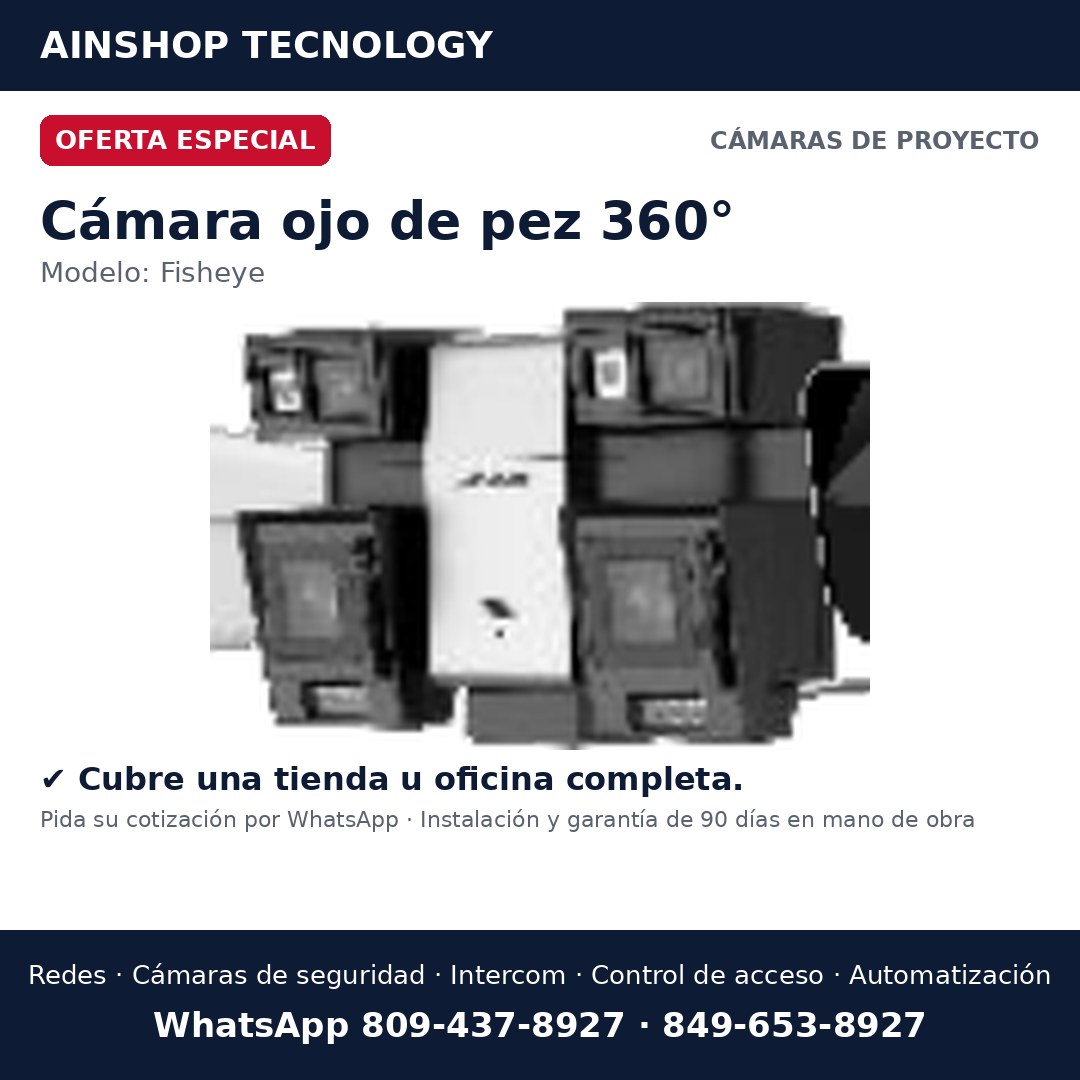 AINSHOP TECNOLOGY
OFERTA ESPECIAL
CÁMARAS DE PROYECTO
Cámara ojo de pez 360°
Modelo: Fisheye
✔ Cubre una tienda u oficina completa.
Pida su cotización por WhatsApp · Instalación y garantía de 90 días en mano de obra
Redes · Cámaras de seguridad · Intercom · Control de acceso · Automatización
WhatsApp 809-437-8927 · 849-653-8927